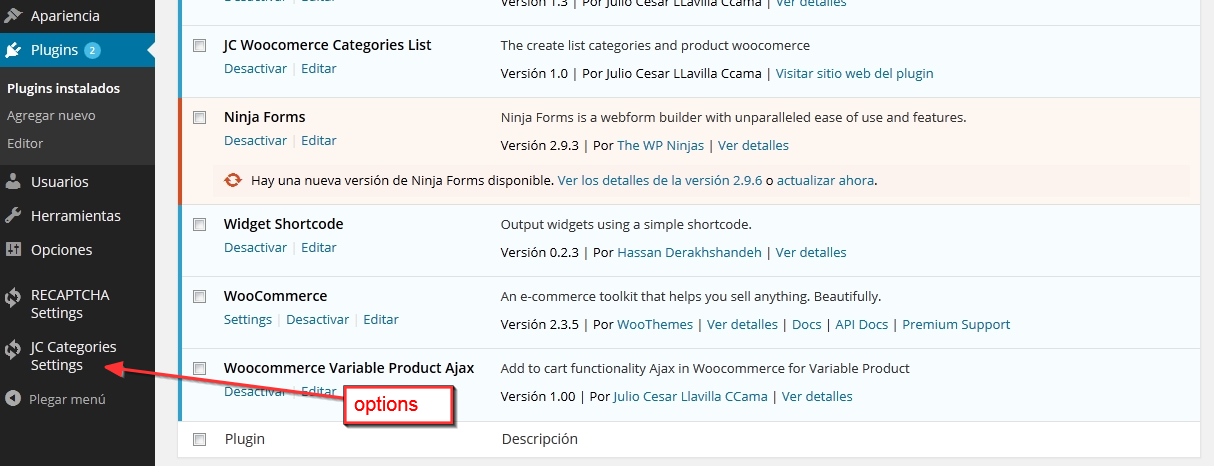 Apariencia
Plugins 2
Plugins instalados
Agregar nuevo
Editor
Usuarios
Herramientas
Opciones
RECAPTCHA
Settings
JC Categories
Settings
Plegar menú
Desactivar | Editar
Versión 1.3 | Por Julio Cesar LLavilla Ccama | Ver detalles
JC Woocomerce Categories List
The create list categories and product woocomerce
Desactivar | Editar
Versión 1.0 | Por Julio Cesar LLavilla Ccama | Visitar sitio web del plugin
Ninja Forms
Ninja Forms is a webform builder with unparalleled ease of use and features.
Desactivar | Editar
Versión 2.9.3 | Por The WP Ninjas | Ver detalles
Hay una nueva versión de Ninja Forms disponible. Ver los detalles de la versión 2.9.6 o actualizar ahora.
Widget Shortcode
Output widgets using a simple shortcode.
Desactivar | Editar
Versión 0.2.3 | Por Hassan Derakhshandeh | Ver detalles
WooCommerce
An e-commerce toolkit that helps you sell anything. Beautifully.
Settings | Desactivar | Editar
Versión 2.3.5 | Por WooThemes | Ver detalles | Docs | API Docs | Premium Support
Woocommerce Variable Product Ajax
Add to cart functionality Ajax in Woocommerce for Variable Product
Desactivar | Editar
Versión 1.00 | Por Julio Cesar LLavilla CCama | Ver detalles
options
Plugin
Descripción